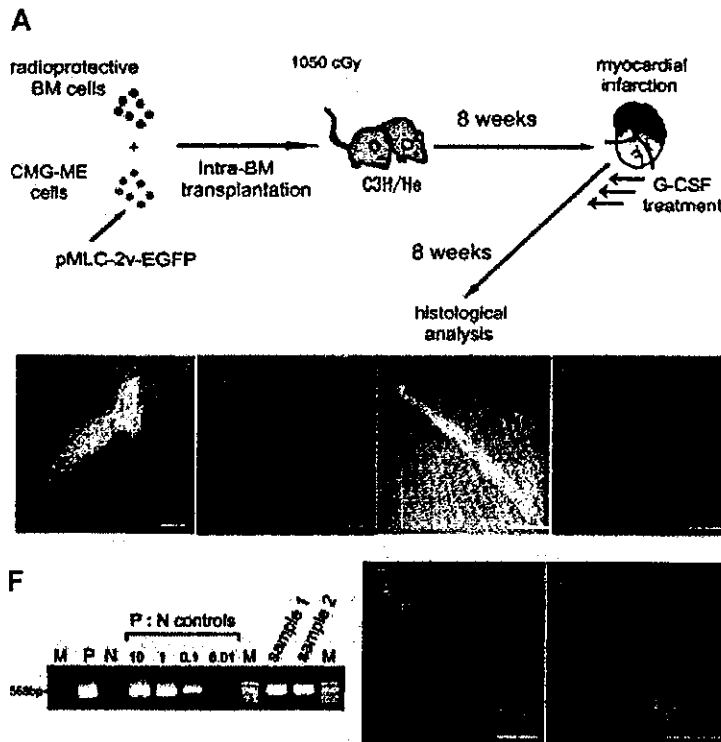 A
radioprotective
BM cells
+
CMG-ME
cells
pMLC-2v-EGFP
Intra-BM
transplantation
1050 cGy
C3H/He
8 weeks
myocardial
infarction
G-CSF
treatment
8 weeks
histological
analysis
F
P : N controls
M P N 10 1 0.1 0.01 M sample 1 sample 2 M
568bp